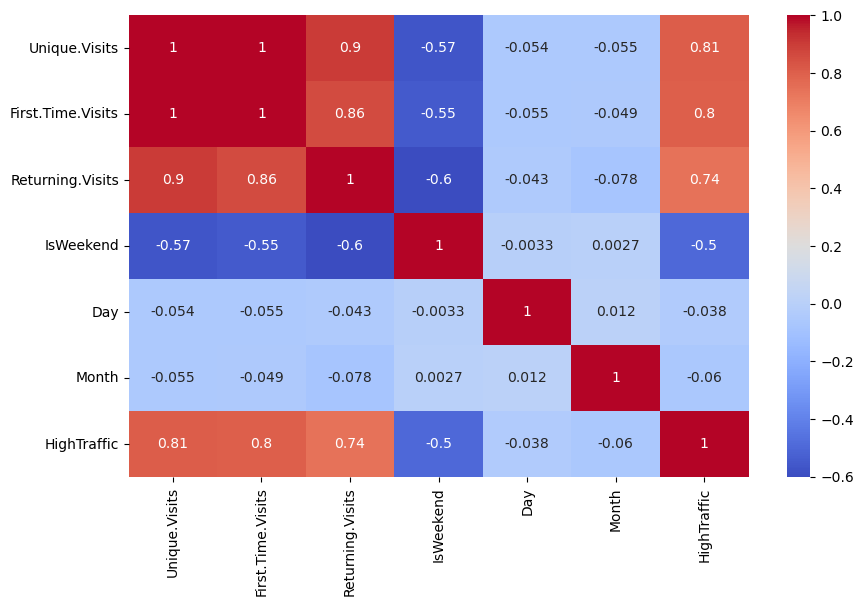 Unique.Visits 1 1 0.9 -0.57 -0.054 -0.055 0.81
First.Time.Visits 1 1 0.86 -0.55 -0.055 -0.049 0.8
Returning.Visits 0.9 0.86 1 -0.6 -0.043 -0.078 0.74
IsWeekend -0.57 -0.55 -0.6 1 -0.0033 0.0027 -0.5
Day -0.054 -0.055 -0.043 -0.0033 1 0.012 -0.038
Month -0.055 -0.049 -0.078 0.0027 0.012 1 -0.06
HighTraffic 0.81 0.8 0.74 -0.5 -0.038 -0.06 1
Unique.Visits
First.Time.Visits
Returning.Visits
IsWeekend
Day
Month
HighTraffic
1.0
0.8
0.6
0.4
0.2
0.0
−0.2
−0.4
−0.6